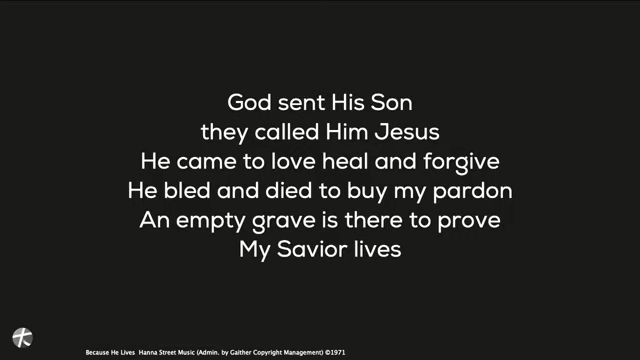 God sent His Son
they called Him Jesus
He came to love heal and forgive
He bled and died to buy my pardon
An empty grave is there to prove
My Savior lives
Because He Lives Hanna Street Music (Admin. by Gaither Copyright Management) ©1971